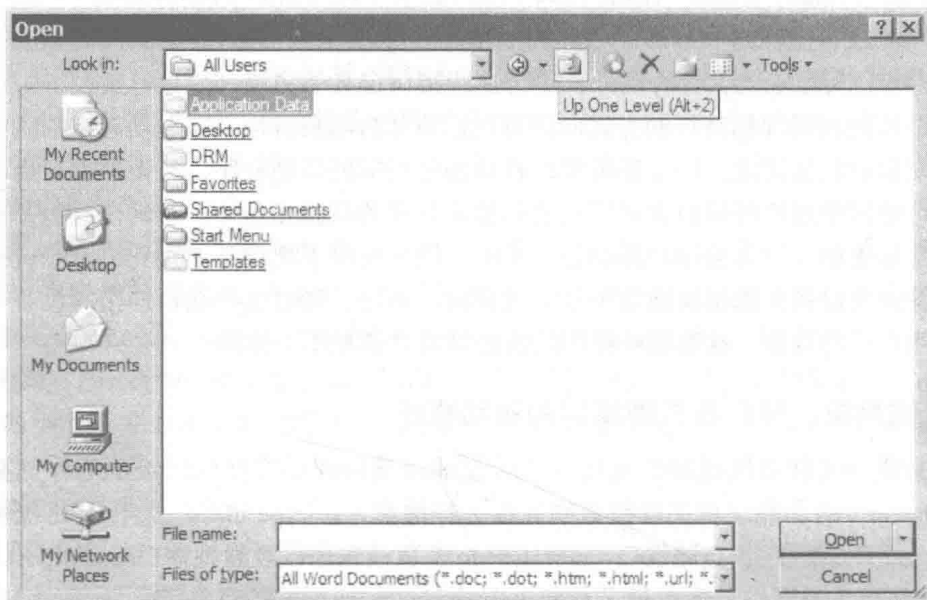 Open
Look in:
All Users
Tools
Application Data
Up One Level (Alt+2)
Desktop
DRM
Favorites
Shared Documents
Start Menu
Templates
My Recent
Documents
Desktop
My Documents
My Computer
My Network
Places
File name:
Open
Files of type:
All Word Documents (*.doc; *.dot; *.htm; *.html; *.url; *.
Cancel